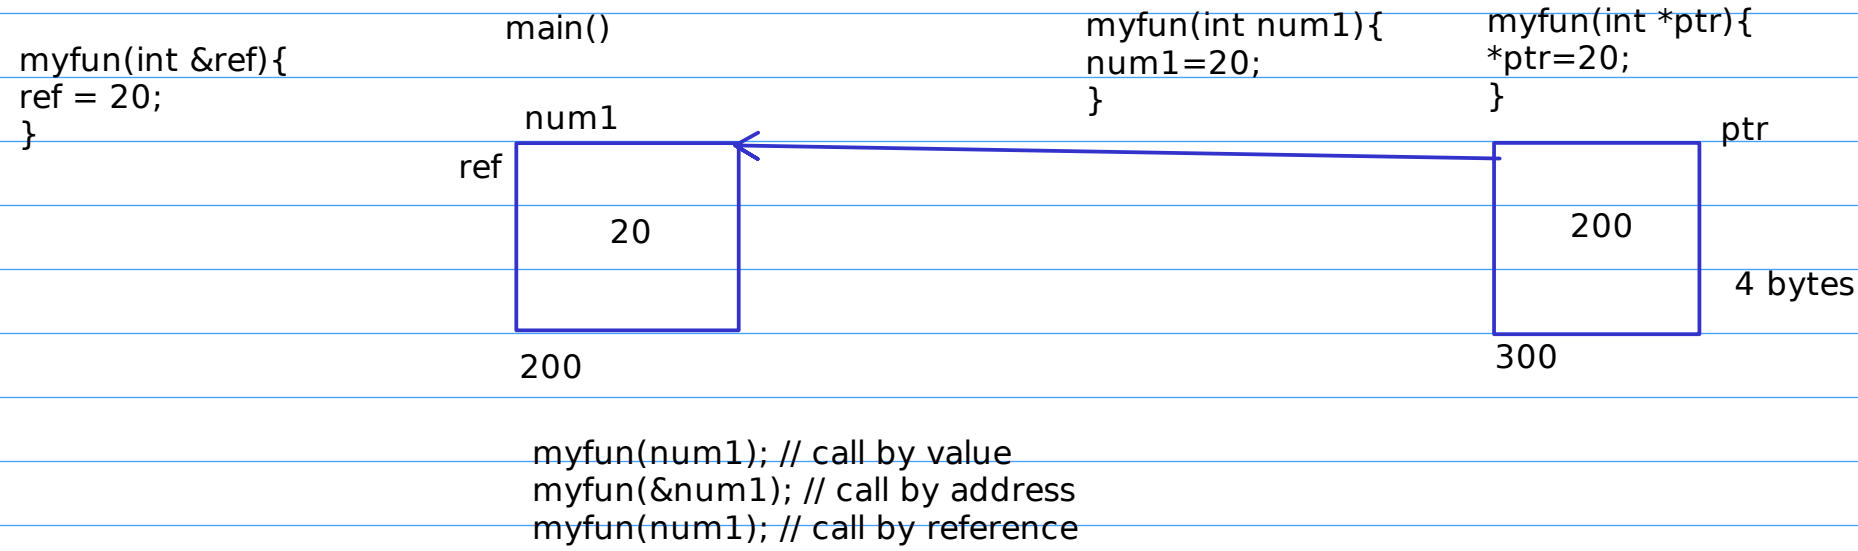 main()
myfun(int &ref){
ref = 20;
}
myfun(int num1){
num1=20;
}
myfun(int *ptr){
*ptr=20;
}
num1
ref
20
200
ptr
200
4 bytes
300
myfun(num1); // call by value
myfun(&num1); // call by address
myfun(num1); // call by reference